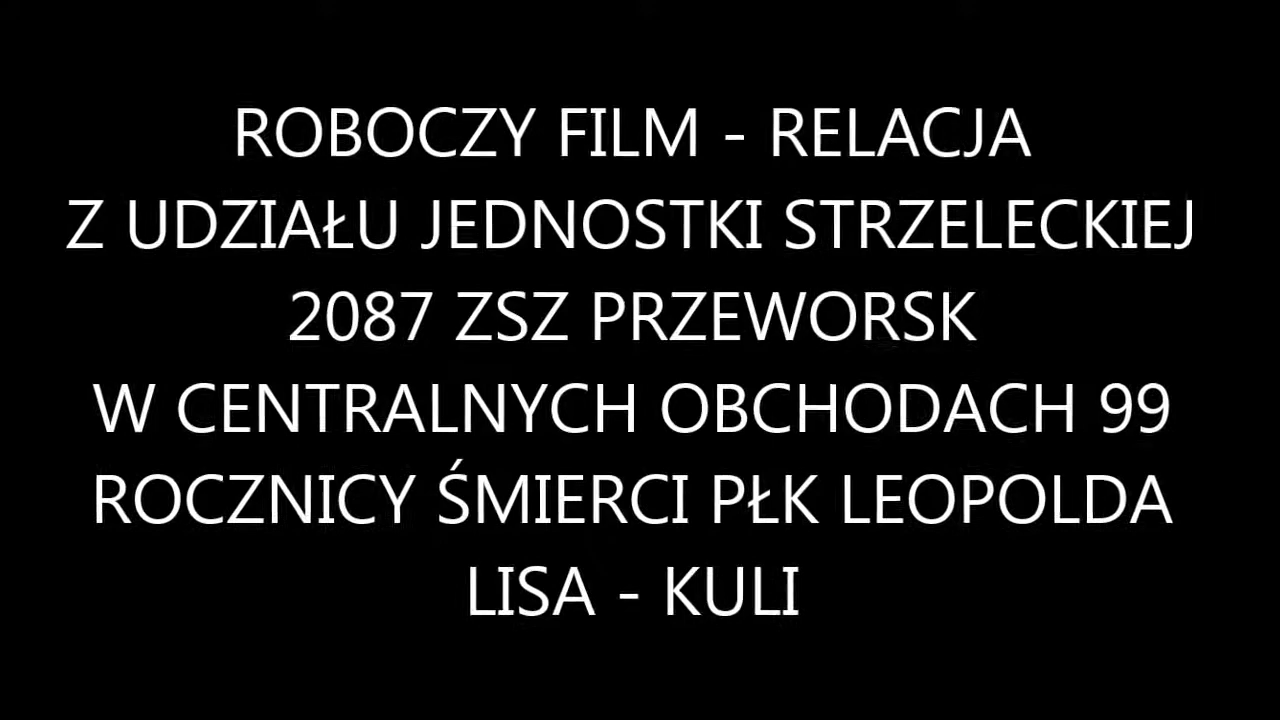 ROBOCZY FILM - RELACJA
Z UDZIAŁU JEDNOSTKI STRZELECKIEJ
2087 ZSZ PRZEWORSK
W CENTRALNYCH OBCHODACH 99
ROCZNICY ŚMIERCI PŁK LEOPOLDA
LISA - KULI